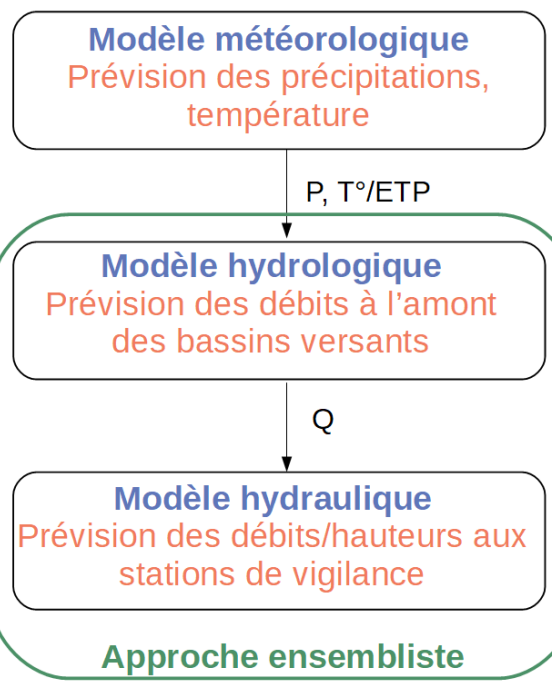 Modèle météorologique
Prévision des précipitations,
température
P, T°/ETP
Modèle hydrologique
Prévision des débits à l’amont
des bassins versants
Q
Modèle hydraulique
Prévision des débits/hauteurs aux
stations de vigilance
Approche ensembliste